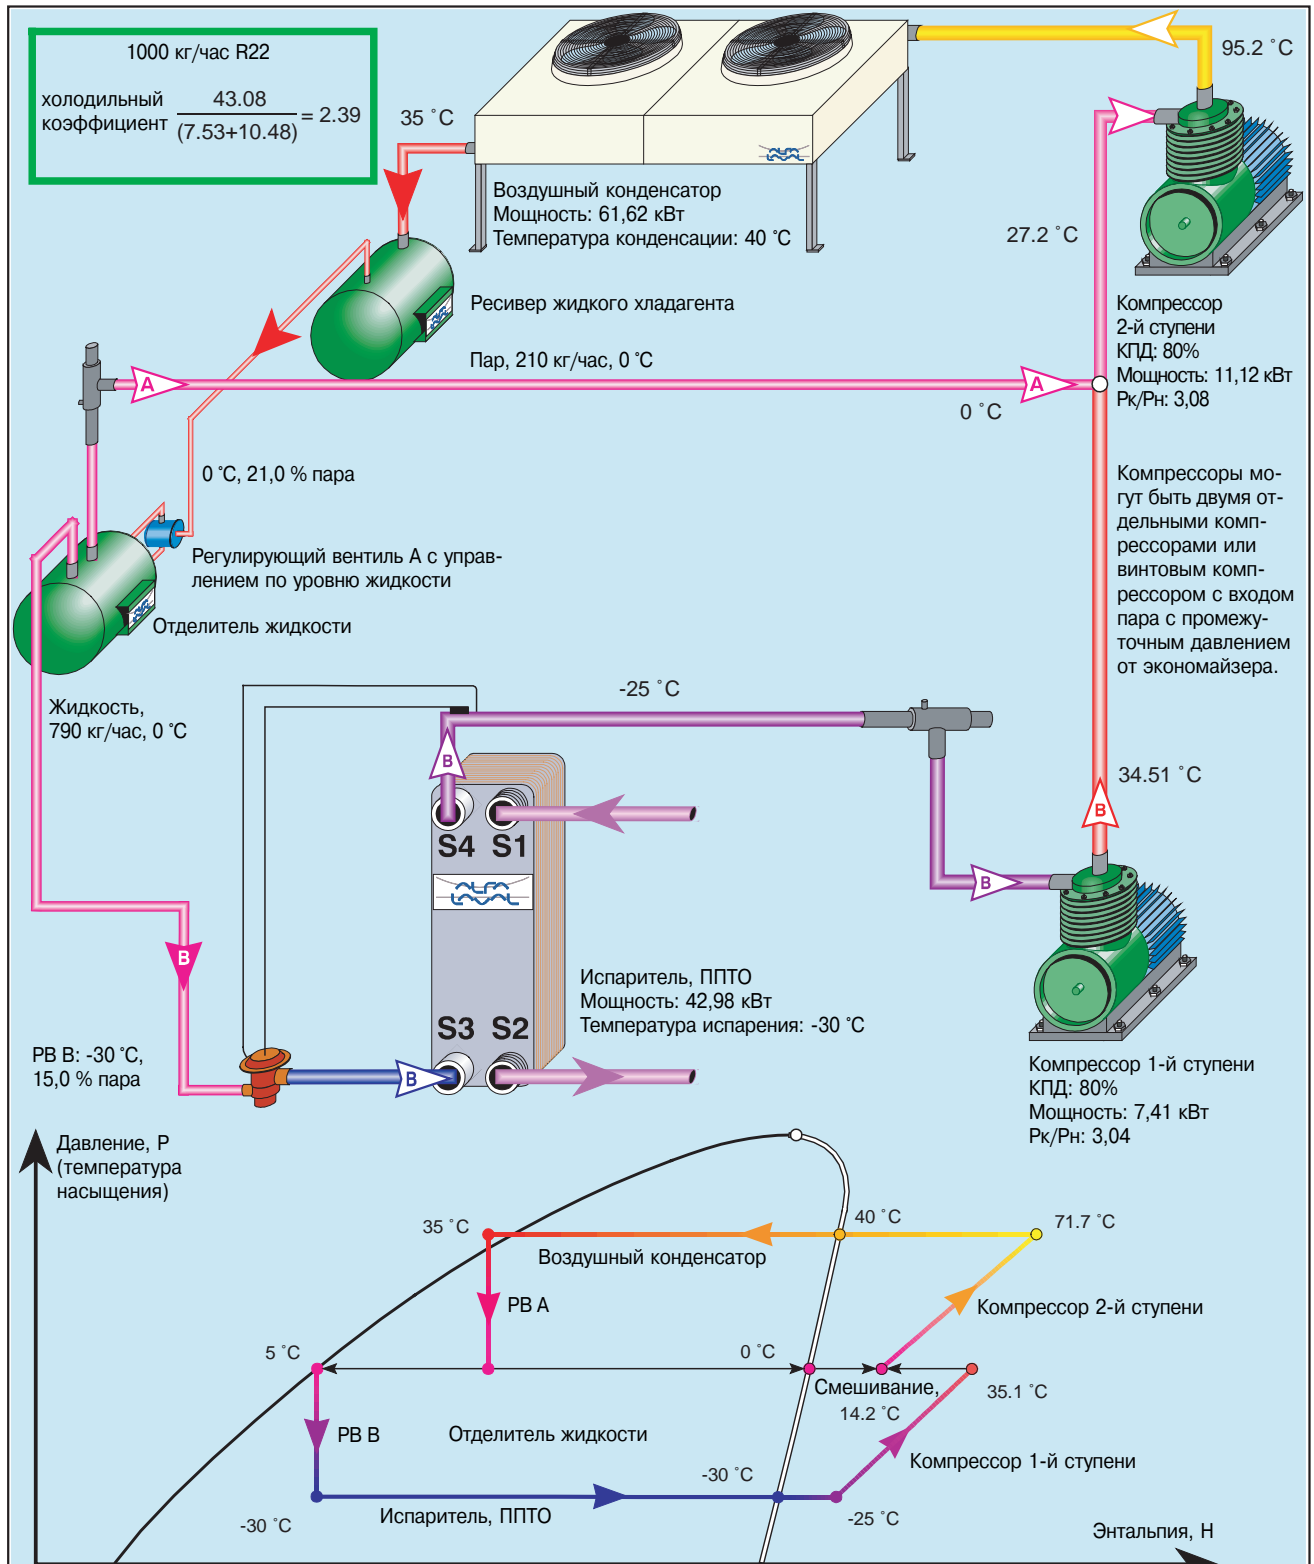 1000 кг/час R22
холодильный
коэффициент
43.08
(7.53+10.48)
= 2.39
35 ˚C
95.2 ˚C
Воздушный конденсатор
Мощность: 61,62 кВт
Температура конденсации: 40 ˚C
27.2 ˚C
Ресивер жидкого хладагента
Компрессор
2-й ступени
КПД: 80%
Мощность: 11,12 кВт
Рк/Рн: 3,08
Пар, 210 кг/час, 0 ˚C
A
A
0 ˚C
0 ˚C, 21,0 % пара
Компрессоры мо-
гут быть двумя от-
дельными комп-
рессорами или
винтовым комп-
рессором с входом
пара с промежу-
точным давлением
от экономайзера.
Регулирующий вентиль А с управ-
лением по уровню жидкости
Отделитель жидкости
Жидкость,
790 кг/час, 0 ˚C
-25 ˚C
B
34.51 ˚C
B
S4 S1
ALFA
LAVAL
B
Испаритель, ППТО
Мощность: 42,98 кВт
Температура испарения: -30 ˚C
B
S3 S2
РВ В: -30 ˚C,
15,0 % пара
B
Компрессор 1-й ступени
КПД: 80%
Мощность: 7,41 кВт
Рк/Рн: 3,04
Давление, Р
(температура
насыщения)
35 ˚C
40 ˚C
71.7 ˚C
Воздушный конденсатор
РВ А
Компрессор 2-й ступени
5 ˚C
0 ˚C
Смешивание,
14.2 ˚C
35.1 ˚C
РВ В
Отделитель жидкости
Компрессор 1-й ступени
-30 ˚C
-30 ˚C
Испаритель, ППТО
-25 ˚C
Энтальпия, Н